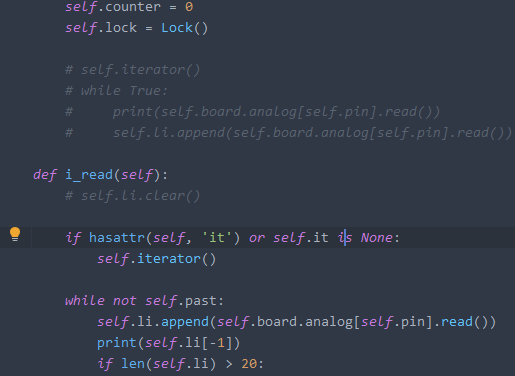 self.counter = 0
self.lock = Lock()
# self.iterator()
# while True:
#     print(self.board.analog[self.pin].read())
#     self.li.append(self.board.analog[self.pin].read())
def i_read(self):
# self.li.clear()
if hasattr(self, 'it') or self.it is None:
self.iterator()
while not self.past:
self.li.append(self.board.analog[self.pin].read())
print(self.li[-1])
if len(self.li) > 20: